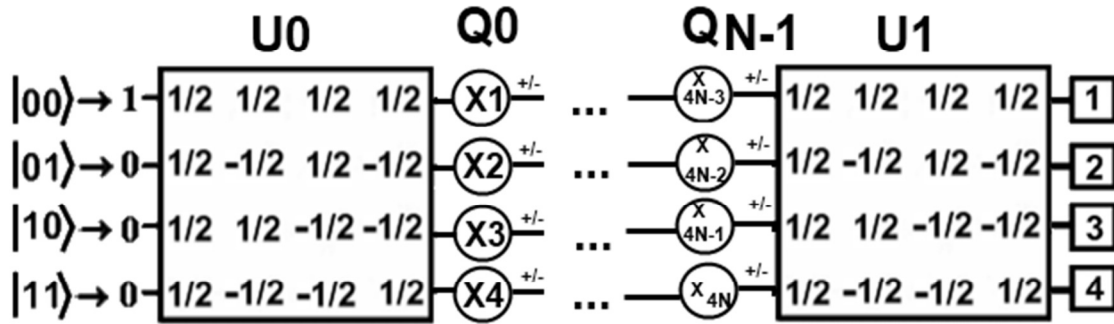 U0 Q0 Q N-1 U1
|00⟩→1 1/2 1/2 1/2 1/2 X1 +/- ... X 4N-3 +/- 1/2 1/2 1/2 1/2 1
|01⟩→0 1/2 -1/2 1/2 -1/2 X2 +/- ... X 4N-2 +/- 1/2 -1/2 1/2 -1/2 2
|10⟩→0 1/2 1/2 -1/2 -1/2 X3 +/- ... X 4N-1 +/- 1/2 1/2 -1/2 -1/2 3
|11⟩→0 1/2 -1/2 -1/2 1/2 X4 +/- ... X 4N +/- 1/2 -1/2 -1/2 1/2 4